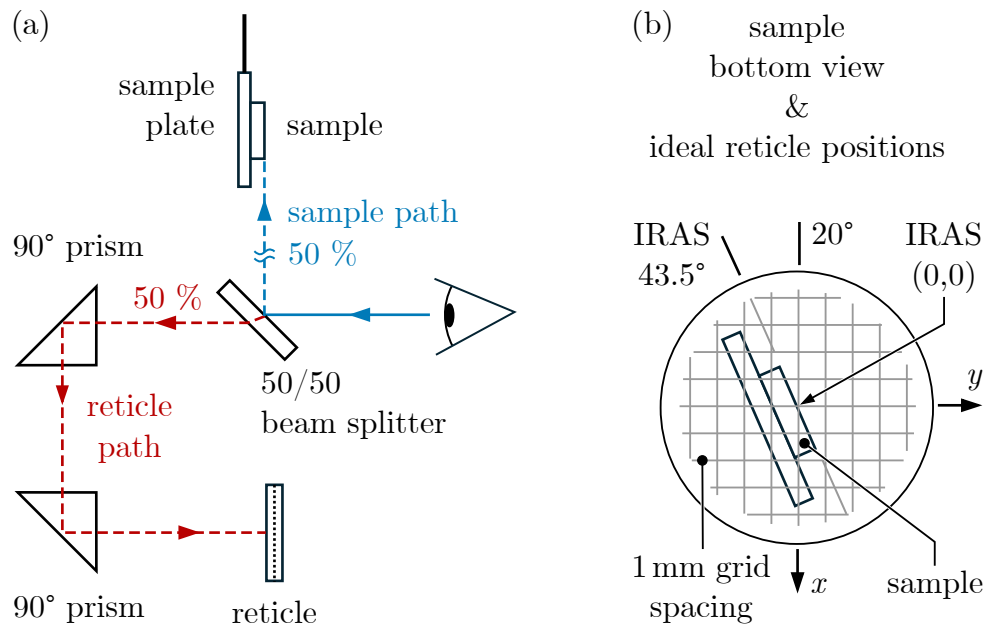 (a)
sample
plate
sample
sample path
50 %
90° prism
50 %
50/50
beam splitter
reticle
path
90° prism
reticle
(b)
sample
bottom view
&
ideal reticle positions
IRAS
43.5°
20°
IRAS
(0,0)
y
x
1 mm grid
spacing
sample